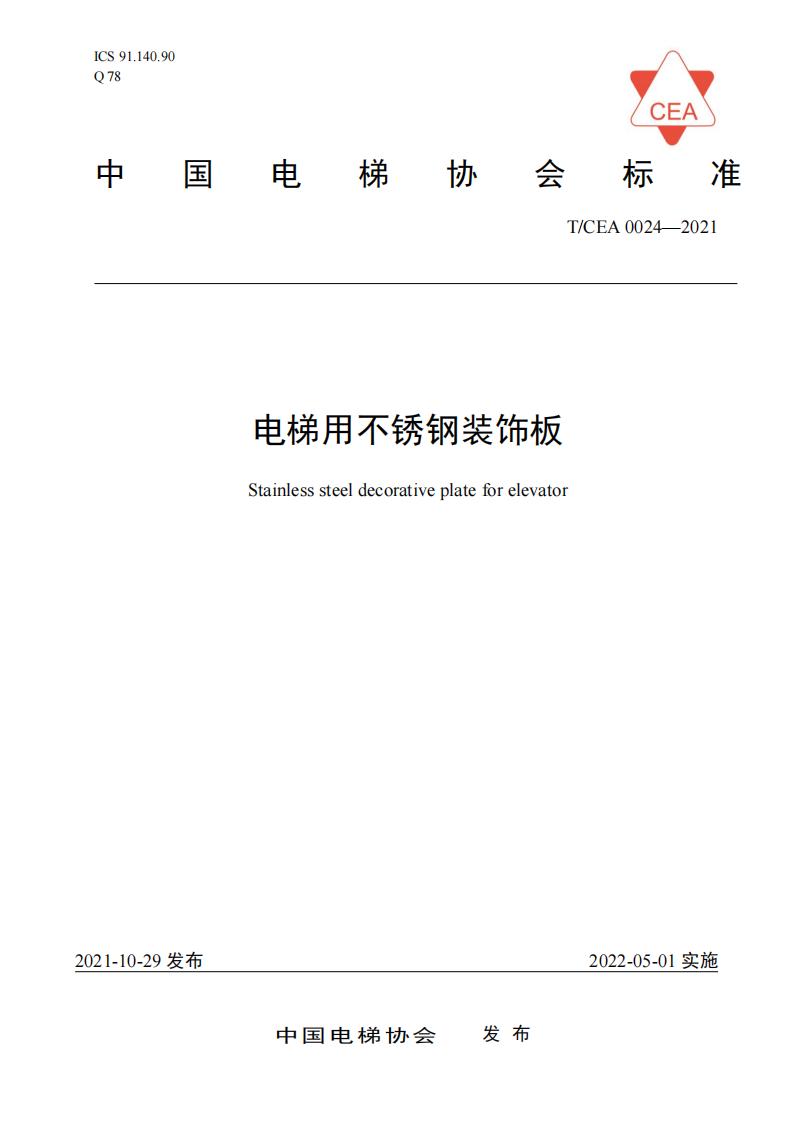 ICS 91.140.90
Q 78
CEA
中国电梯协会标准
T/CEA 0024—2021
电梯用不锈钢装饰板
Stainless steel decorative plate for elevator
2021-10-29 发布
2022-05-01 实施
中国电梯协会 发布